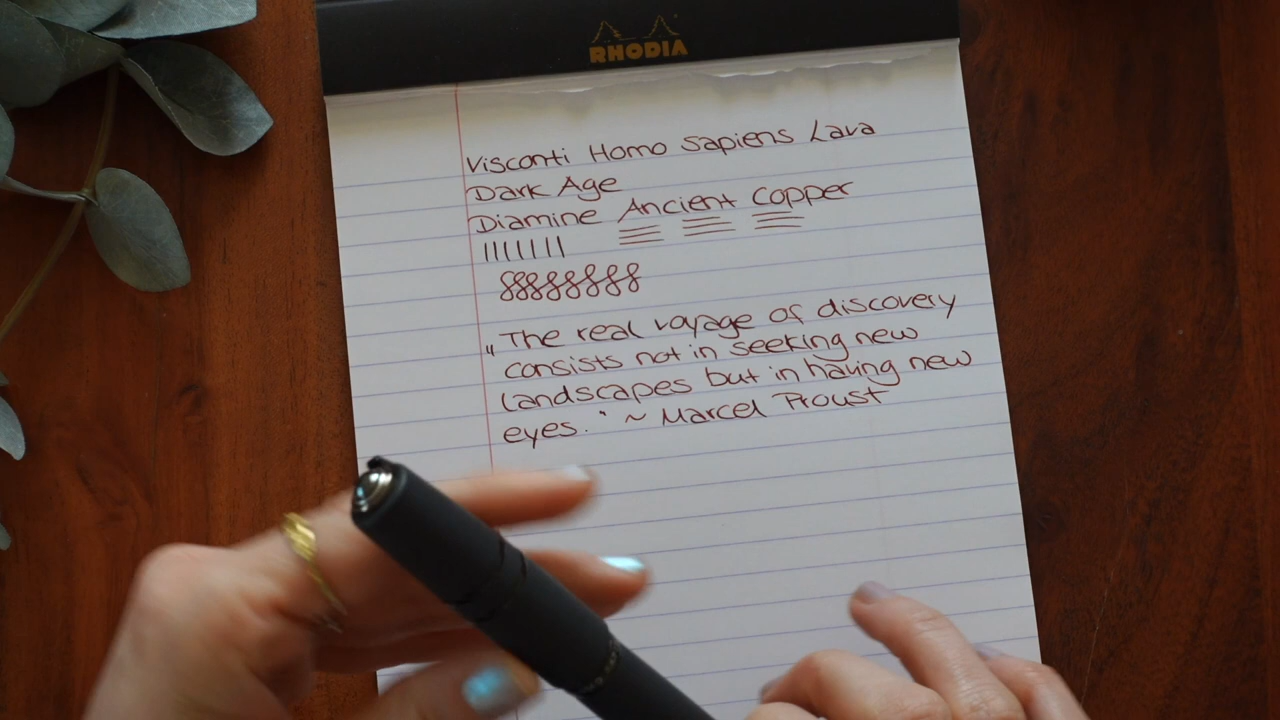 RHODIA
Visconti Homo Sapiens Lava
Dark Age
Diamine Ancient Copper
|||||||
88888888
„The real voyage of discovery
consists not in seeking new
landscapes but in having new
eyes." ~ Marcel Proust